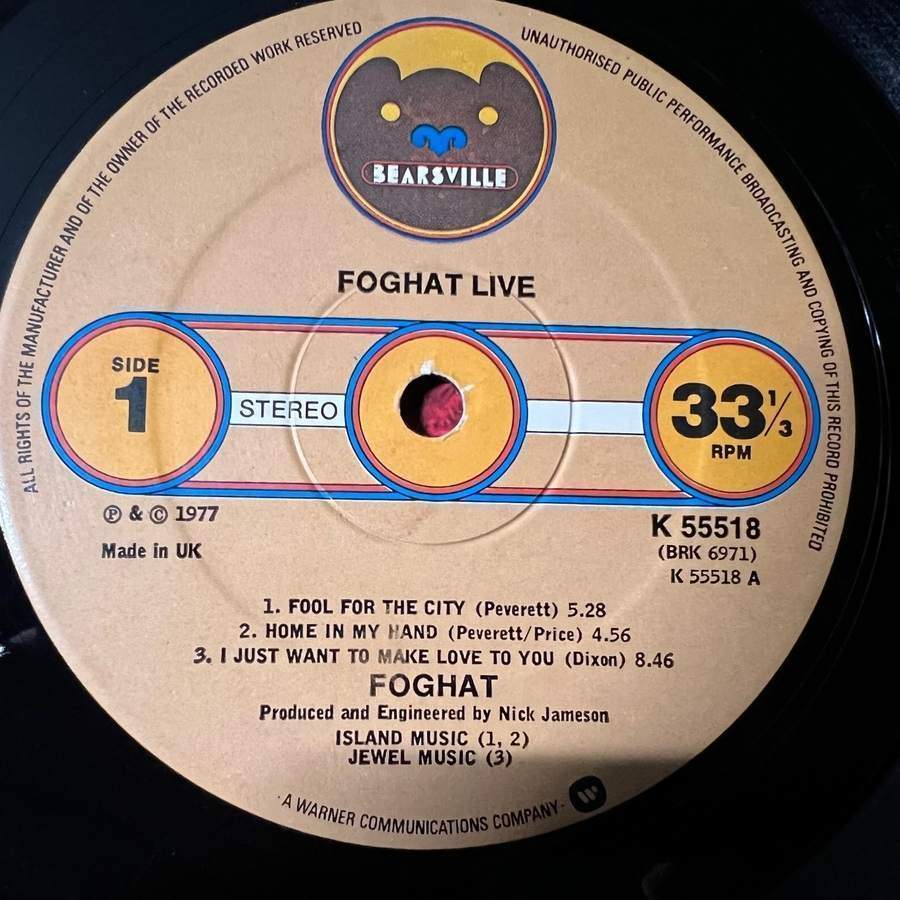 ALL RIGHTS OF THE MANUFACTURER AND OF THE OWNER OF THE RECORDED WORK RESERVED
UNAUTHORISED PUBLIC PERFORMANCE BROADCASTING AND COPYING OF THIS RECORD PROHIBITED
BEARSVILLE
FOGHAT LIVE
SIDE
1
STEREO
33 1/3
RPM
℗ & © 1977
Made in UK
K 55518
(BRK 6971)
K 55518 A
1. FOOL FOR THE CITY (Peverett) 5.28
2. HOME IN MY HAND (Peverett/Price) 4.56
3. I JUST WANT TO MAKE LOVE TO YOU (Dixon) 8.46
FOGHAT
Produced and Engineered by Nick Jameson
ISLAND MUSIC (1, 2)
JEWEL MUSIC (3)
· A WARNER COMMUNICATIONS COMPANY ·